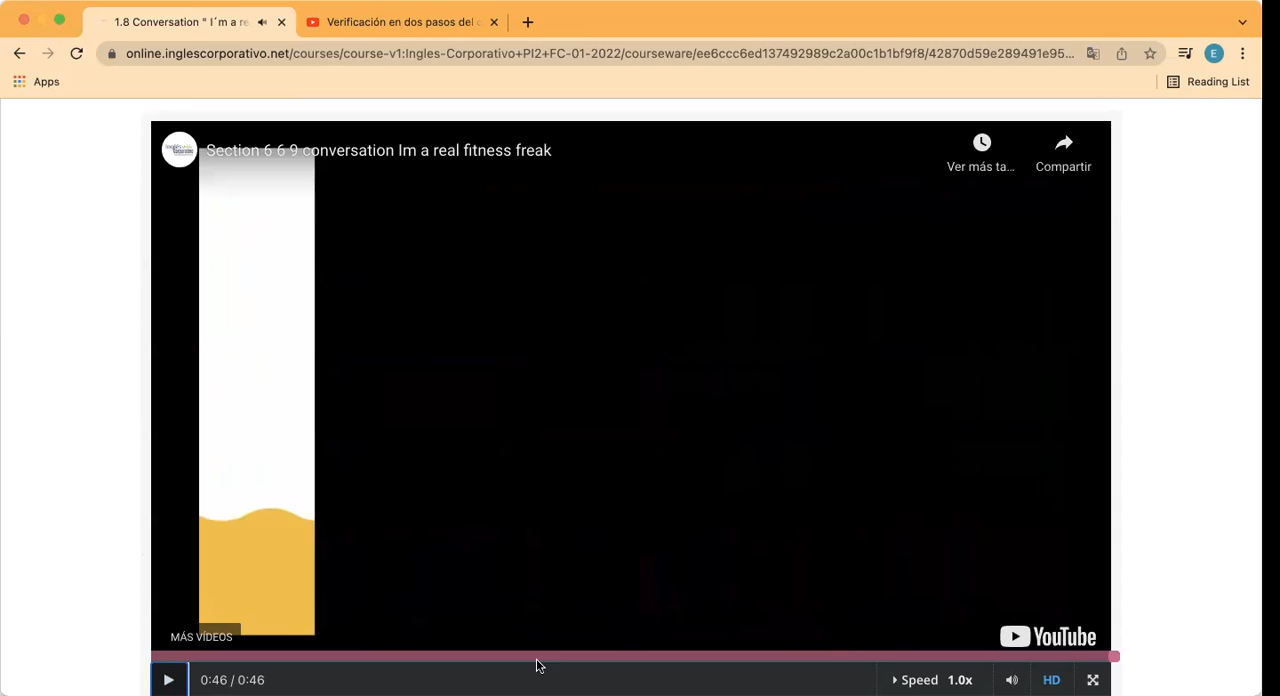 1.8 Conversation " I´m a re
Verificación en dos pasos del c
online.inglescorporativo.net/courses/course-v1:Ingles-Corporativo+PI2+FC-01-2022/courseware/ee6ccc6ed137492989c2a00c1b1bf9f8/42870d59e289491e95...
E
Apps
Reading List
Section 6 6 9 conversation Im a real fitness freak
Ver más ta...
Compartir
MÁS VÍDEOS
YouTube
0:46 / 0:46
Speed 1.0x
HD